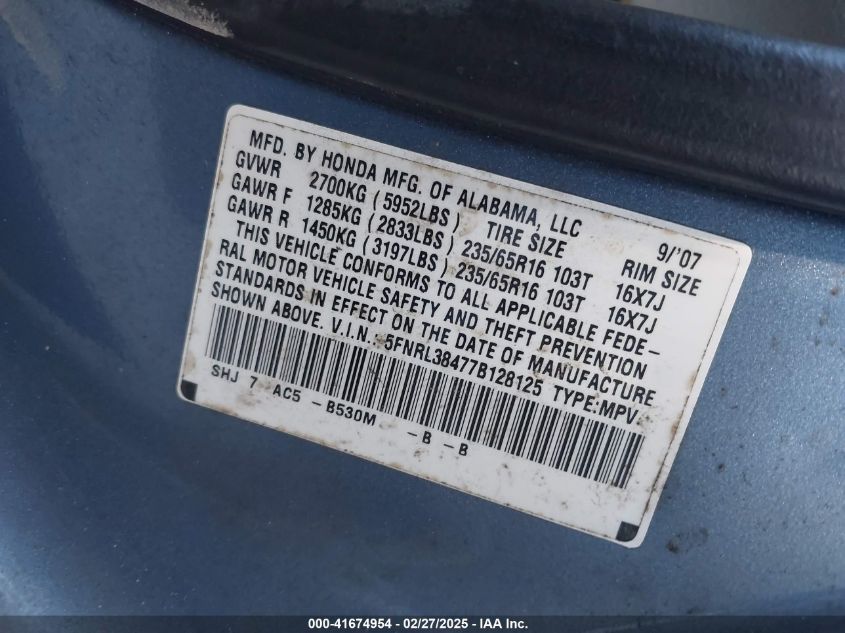 MFD. BY HONDA MFG. OF ALABAMA, LLC 9/'07
GVWR 2700KG (5952LBS) TIRE SIZE RIM SIZE
GAWR F 1285KG (2833LBS) 235/65R16 103T 16X7J
GAWR R 1450KG (3197LBS) 235/65R16 103T 16X7J
THIS VEHICLE CONFORMS TO ALL APPLICABLE FEDE-
RAL MOTOR VEHICLE SAFETY AND THEFT PREVENTION
STANDARDS IN EFFECT ON THE DATE OF MANUFACTURE
SHOWN ABOVE. V.I.N.: 5FNRL38477B128125 TYPE:MPV
SHJ 7 AC5 -B530M -B -B
000-41674954 - 02/27/2025 - IAA Inc.